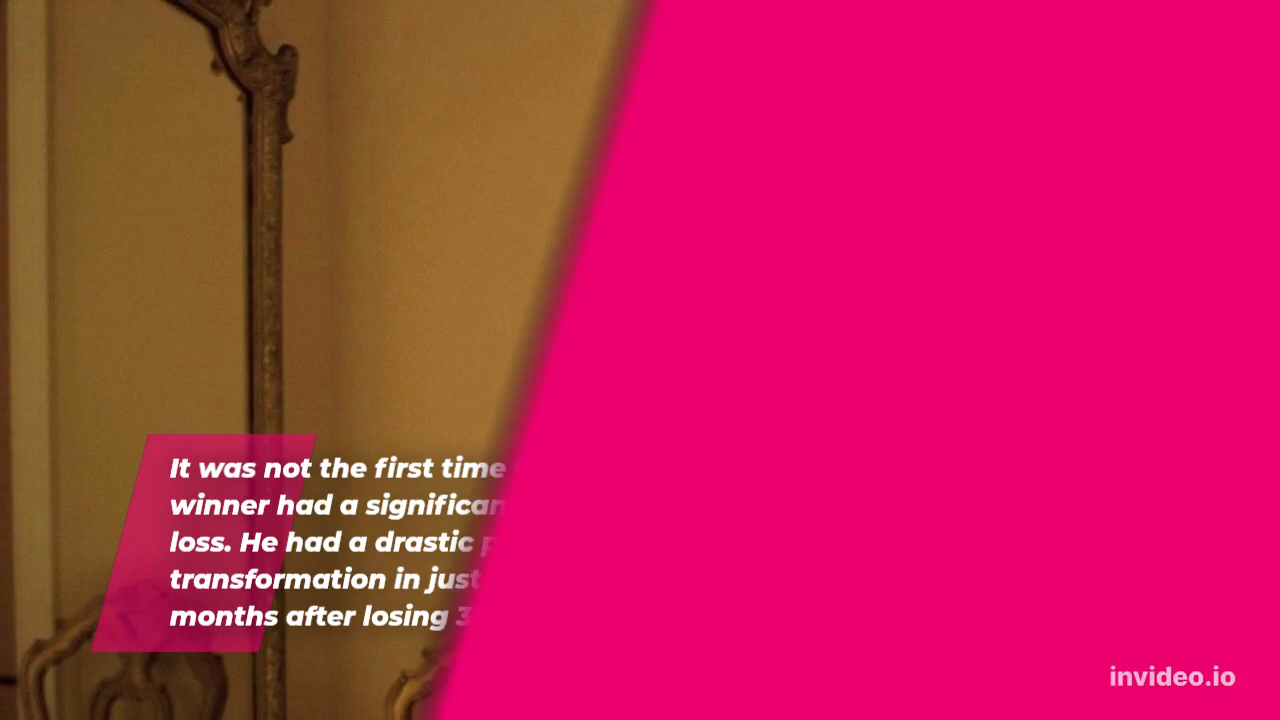 It was not the first time
winner had a significan
loss. He had a drastic p
transformation in just
months after losing 3
invideo.io